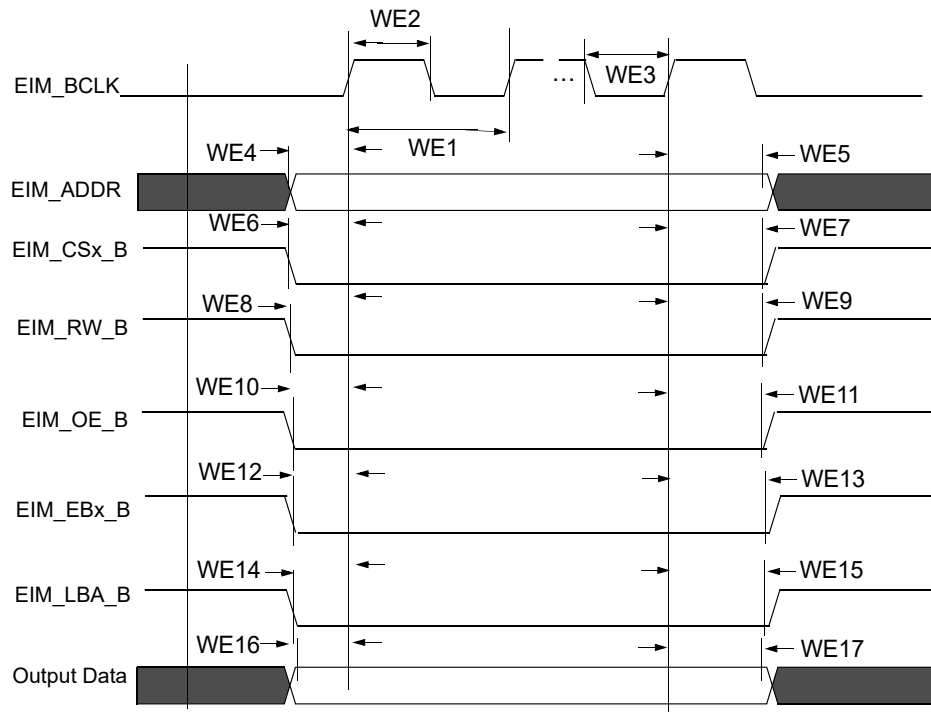 WE2
EIM_BCLK
...
WE3
WE4
WE1
WE5
EIM_ADDR
WE6
WE7
EIM_CSx_B
WE8
WE9
EIM_RW_B
WE10
WE11
EIM_OE_B
WE12
WE13
EIM_EBx_B
WE14
WE15
EIM_LBA_B
WE16
WE17
Output Data